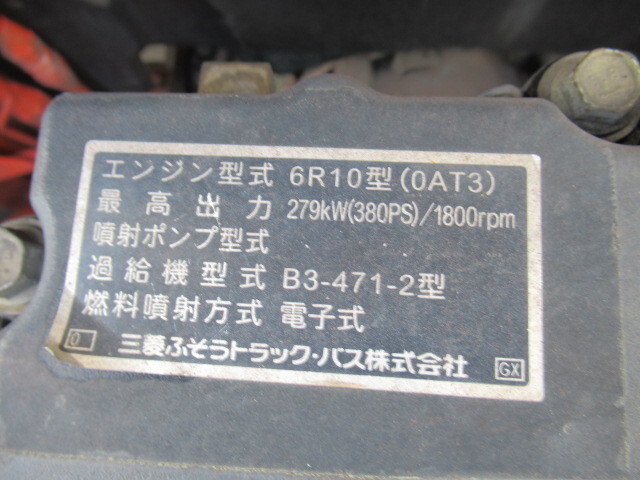 エンジン型式 6R10型(0AT3)
最高出力 279kW(380PS)/1800rpm
噴射ポンプ型式
過給機型式 B3-471-2型
燃料噴射方式 電子式
0 三菱ふそうトラック・バス株式会社 GX